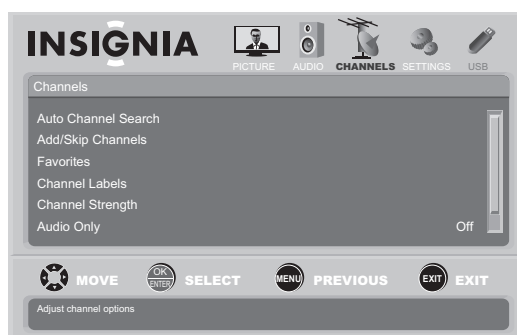 INSIGNIA
PICTURE AUDIO CHANNELS SETTINGS USB
Channels
Auto Channel Search
Add/Skip Channels
Favorites
Channel Labels
Channel Strength
Audio Only Off
MOVE OK ENTER SELECT MENU PREVIOUS EXIT EXIT
Adjust channel options